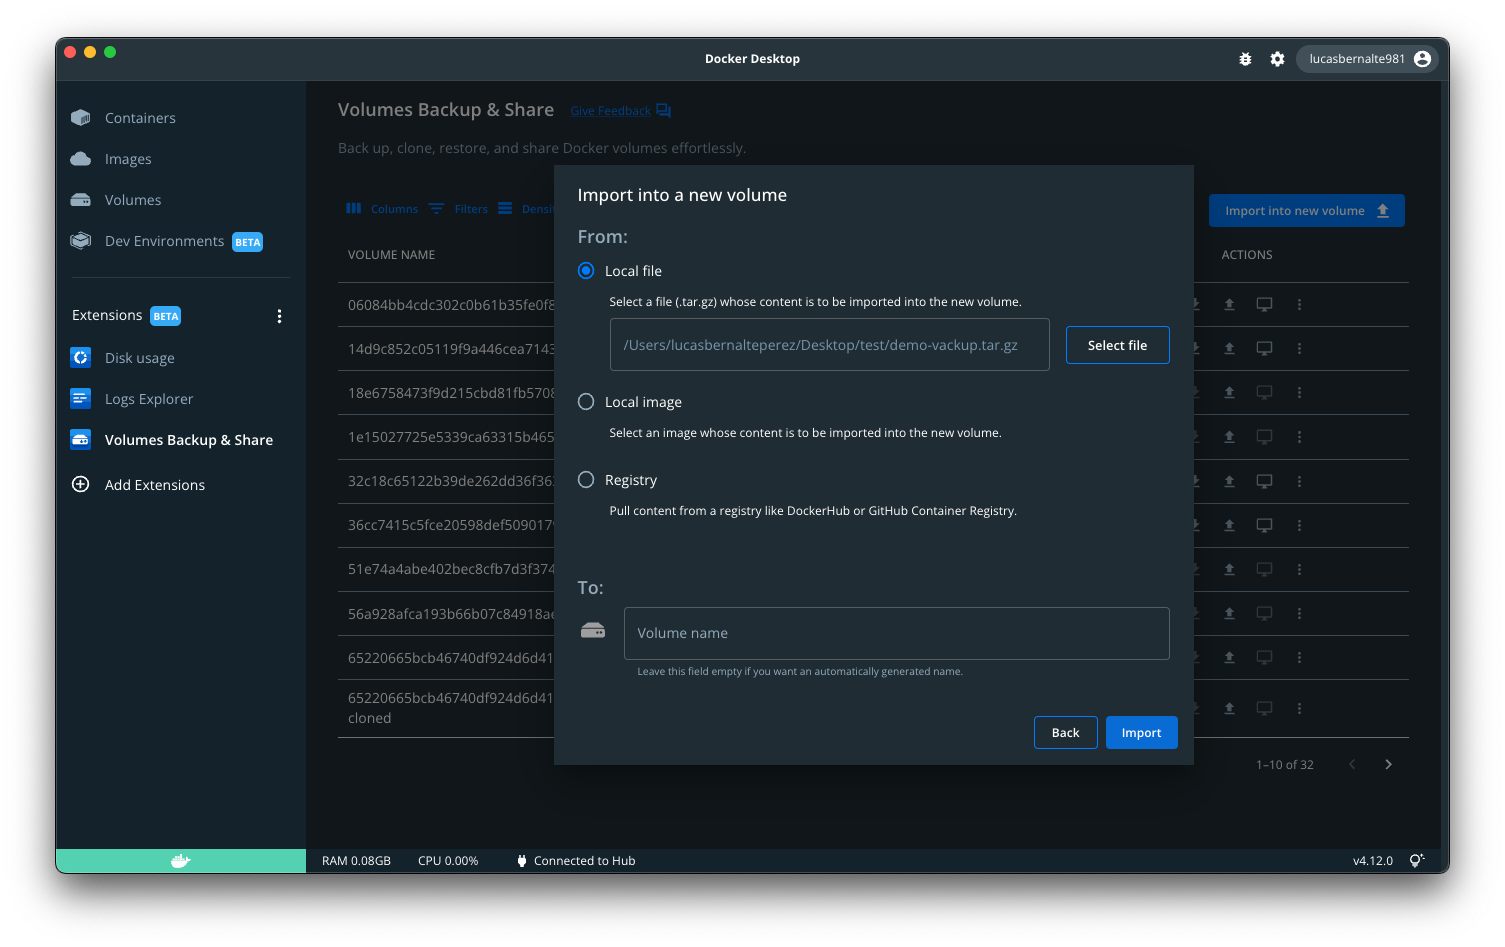 Docker Desktop
lucasbernalte981
Containers
Images
Volumes
Dev Environments BETA
Extensions BETA
Disk usage
Logs Explorer
Volumes Backup & Share
Add Extensions
Volumes Backup & Share Give Feedback
Back up, clone, restore, and share Docker volumes effortlessly.
Columns Filters
Import into new volume
VOLUME NAME ACTIONS
06084bb4cdc302c0b61b35fe0f8
14d9c852c05119f9a446cea7143
18e6758473f9d215cbd81fb5708
1e15027725e5339ca63315b465
32c18c65122b39de262dd36f36
36cc7415c5fce20598def509017
51e74a4abe402bec8cfb7d3f374
56a928afca193b66b07c84918a
65220665bcb46740df924d6d41
65220665bcb46740df924d6d41
cloned
1–10 of 32
Import into a new volume
From:
Local file
Select a file (.tar.gz) whose content is to be imported into the new volume.
/Users/lucasbernalteperez/Desktop/test/demo-vackup.tar.gz
Select file
Local image
Select an image whose content is to be imported into the new volume.
Registry
Pull content from a registry like DockerHub or GitHub Container Registry.
To:
Volume name
Leave this field empty if you want an automatically generated name.
Back Import
RAM 0.08GB CPU 0.00% Connected to Hub v4.12.0